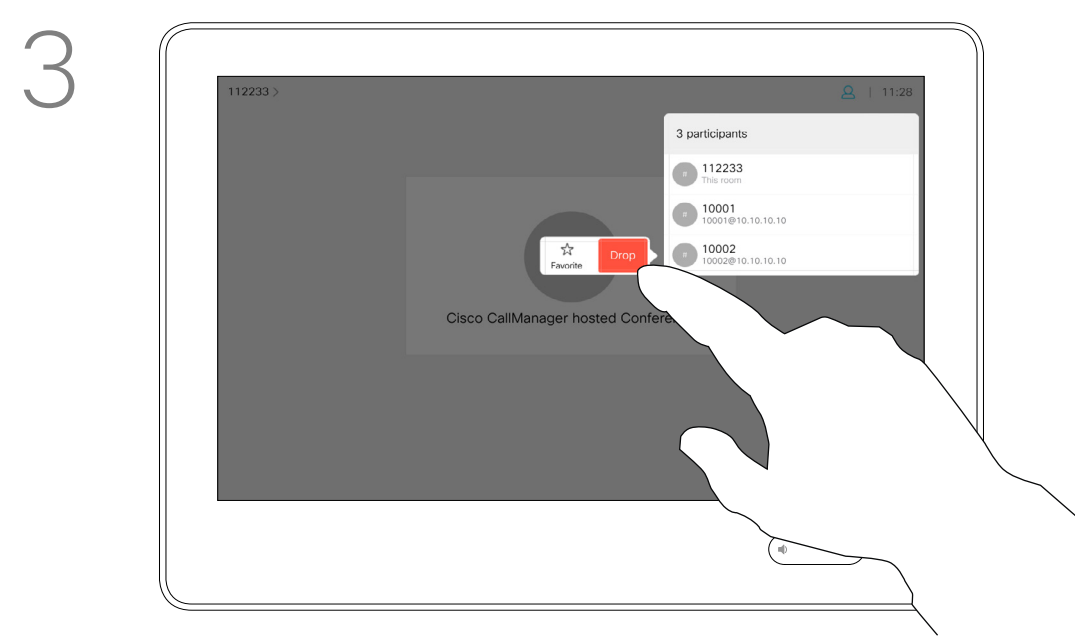 3
112233 >
11:28
3 participants
# 112233
This room
# 10001
10001@10.10.10.10
# 10002
10002@10.10.10.10
Favorite
Drop
Cisco CallManager hosted